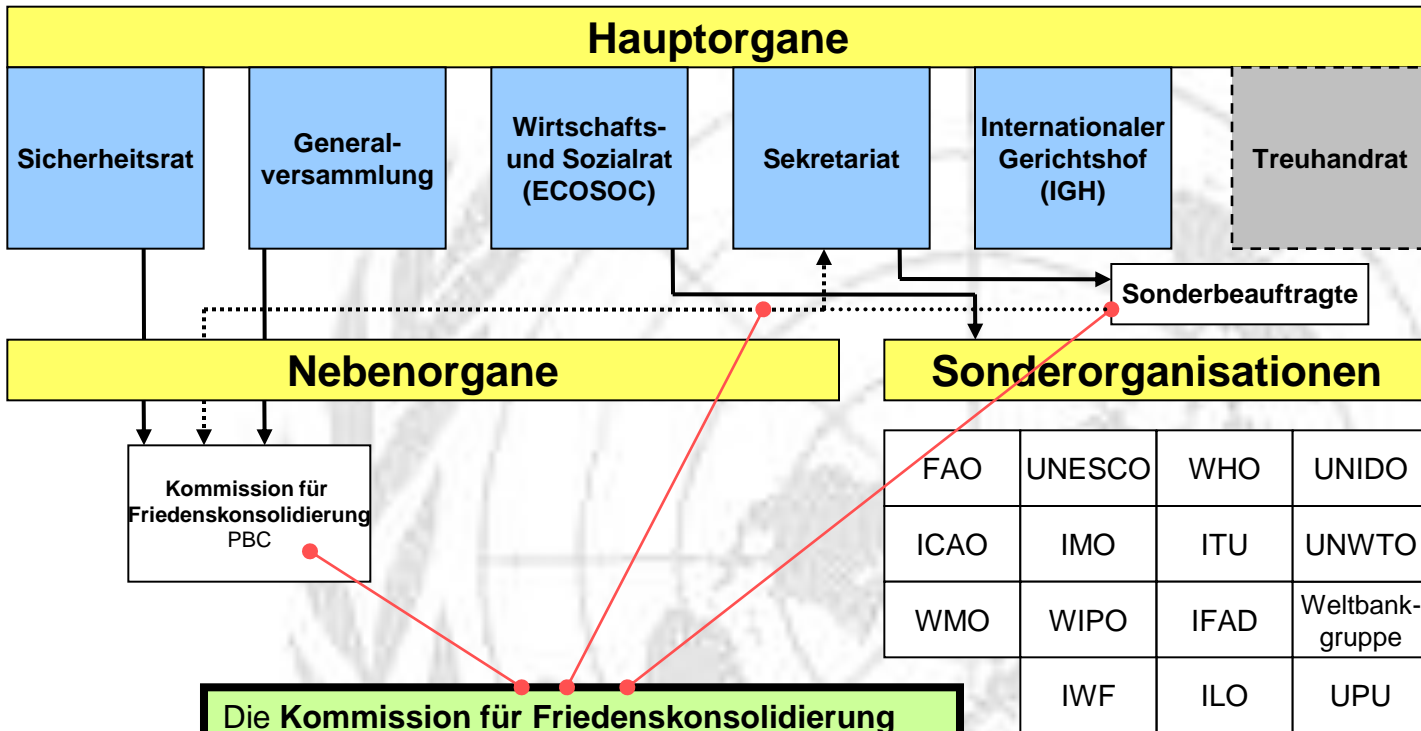 Hauptorgane
Sicherheitsrat
General-
versammlung
Wirtschafts-
und Sozialrat
(ECOSOC)
Sekretariat
Internationaler
Gerichtshof
(IGH)
Treuhandrat
Sonderbeauftragte
Nebenorgane
Sonderorganisationen
Kommission für
Friedenskonsolidierung
PBC
FAO UNESCO WHO UNIDO
ICAO IMO ITU UNWTO
WMO WIPO IFAD Weltbank-
gruppe
IWF ILO UPU
Die Kommission für Friedenskonsolidierung